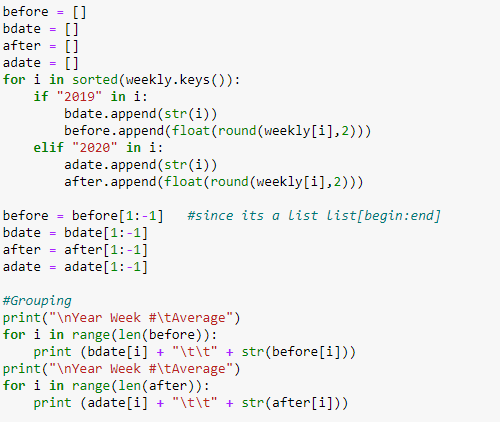 before = []
bdate = []
after = []
adate = []
for i in sorted(weekly.keys()):
    if "2019" in i:
        bdate.append(str(i))
        before.append(float(round(weekly[i],2)))
    elif "2020" in i:
        adate.append(str(i))
        after.append(float(round(weekly[i],2)))

before = before[1:-1]   #since its a list list[begin:end]
bdate = bdate[1:-1]
after = after[1:-1]
adate = adate[1:-1]

#Grouping
print("\nYear Week #\tAverage")
for i in range(len(before)):
    print (bdate[i] + "\t\t" + str(before[i]))
print("\nYear Week #\tAverage")
for i in range(len(after)):
    print (adate[i] + "\t\t" + str(after[i]))